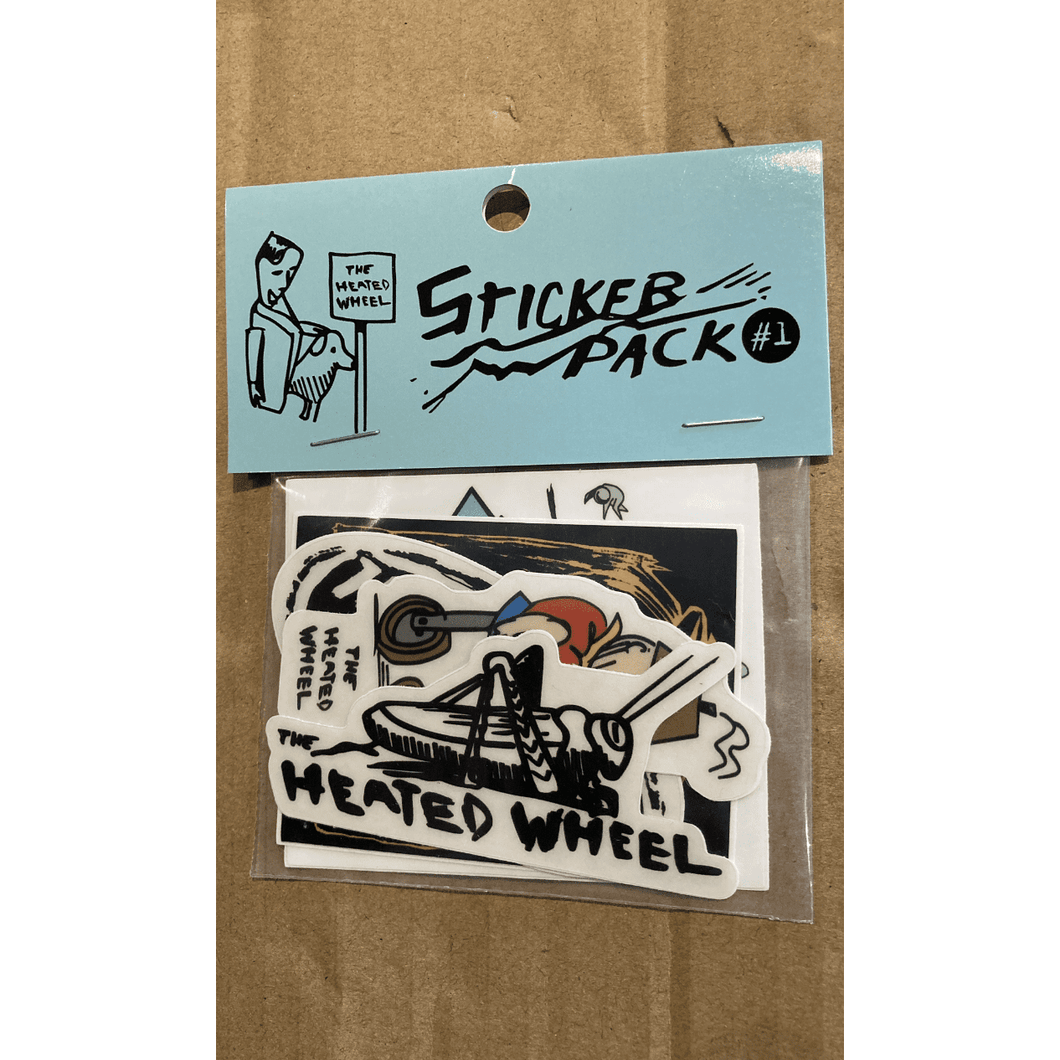 THE
HEATED
WHEEL
STICKER
PACK #1
THE
HEATED
WHEEL
THE
HEATED WHEEL